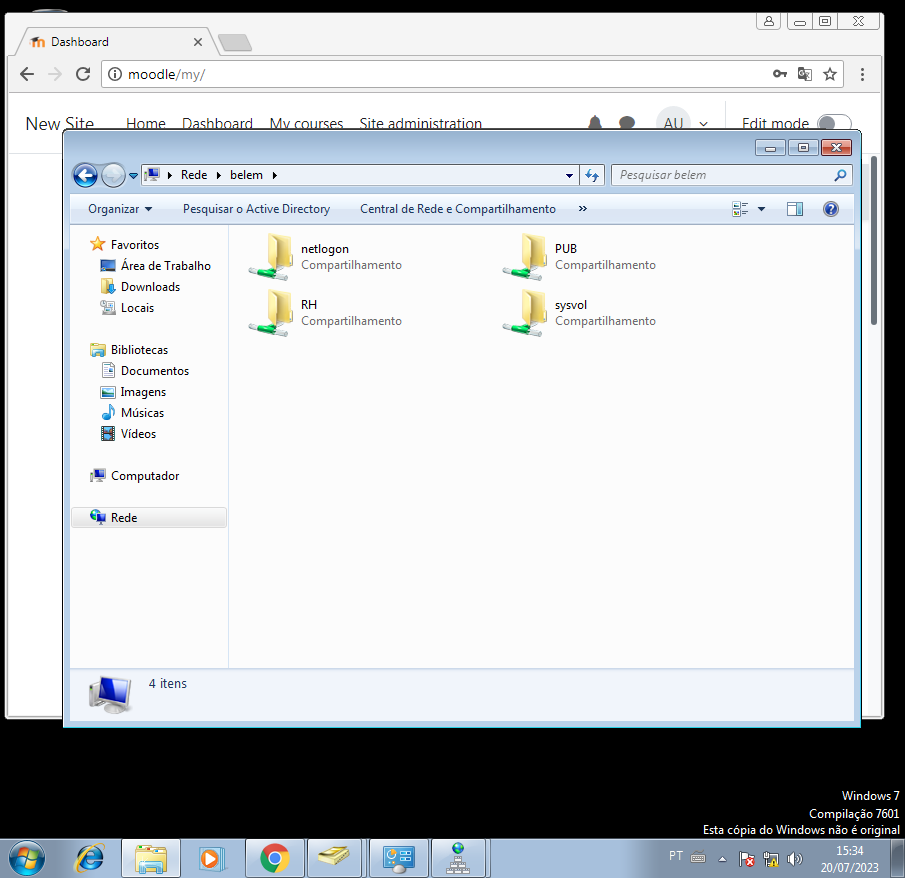 Dashboard
moodle/my/
New Site Home Dashboard My courses Site administration AU Edit mode
Rede belem Pesquisar belem
Organizar Pesquisar o Active Directory Central de Rede e Compartilhamento »
Favoritos
Área de Trabalho
Downloads
Locais
Bibliotecas
Documentos
Imagens
Músicas
Vídeos
Computador
Rede
netlogon
Compartilhamento
PUB
Compartilhamento
RH
Compartilhamento
sysvol
Compartilhamento
4 itens
Windows 7
Compilação 7601
Esta cópia do Windows não é original
PT
15:34
20/07/2023